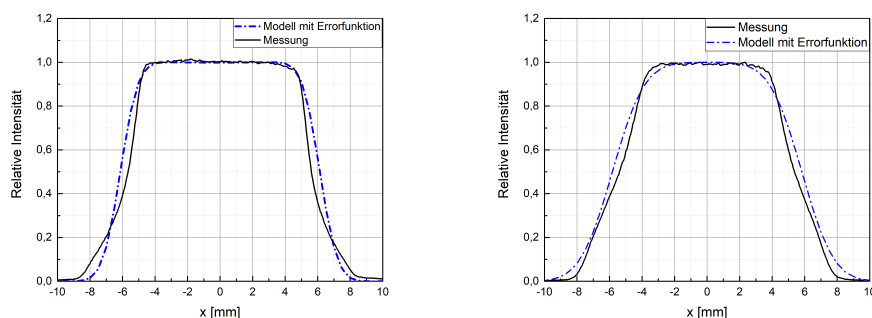 Modell mit Errorfunktion
Messung
1,2
1,0
0,8
0,6
0,4
0,2
0,0
-10 -8 -6 -4 -2 0 2 4 6 8 10
Relative Intensität
x [mm]
Messung
Modell mit Errorfunktion
1,2
1,0
0,8
0,6
0,4
0,2
0,0
-10 -8 -6 -4 -2 0 2 4 6 8 10
Relative Intensität
x [mm]